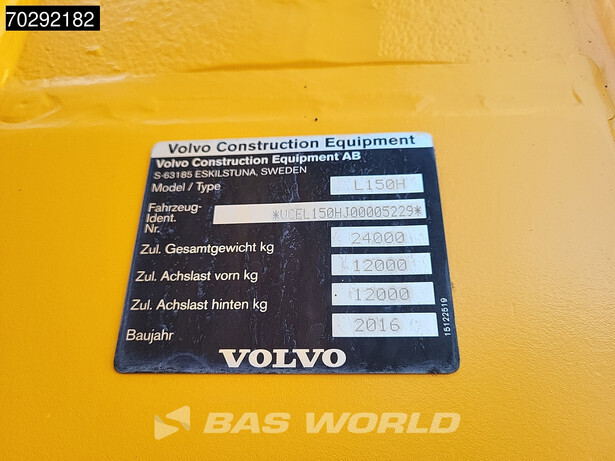 70292182
Volvo Construction Equipment
Volvo Construction Equipment AB
S-63185 ESKILSTUNA, SWEDEN
Model / Type L150H
Fahrzeug-
Ident.
Nr. *VCEL150HJ00005229*
Zul. Gesamtgewicht kg 24000
Zul. Achslast vorn kg 12000
Zul. Achslast hinten kg 12000
Baujahr 2016
15122519
VOLVO
BAS WORLD